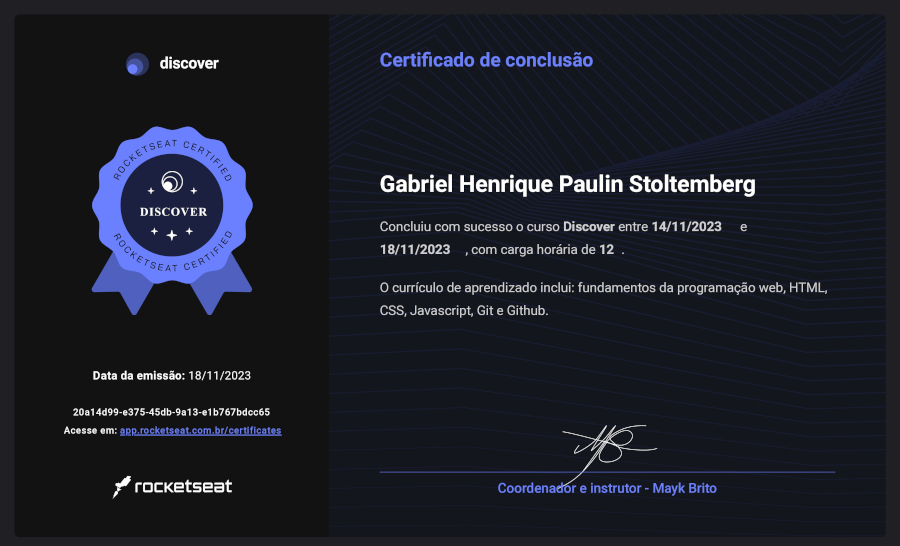 discover
ROCKETSEAT CERTIFIED
DISCOVER
ROCKETSEAT CERTIFIED
Data da emissão: 18/11/2023
20a14d99-e375-45db-9a13-e1b767bdcc65
Acesse em: app.rocketseat.com.br/certificates
rocketseat
Certificado de conclusão
Gabriel Henrique Paulin Stoltemberg
Concluiu com sucesso o curso Discover entre 14/11/2023 e
18/11/2023 , com carga horária de 12 .
O currículo de aprendizado inclui: fundamentos da programação web, HTML,
CSS, Javascript, Git e Github.
Coordenador e instrutor - Mayk Brito